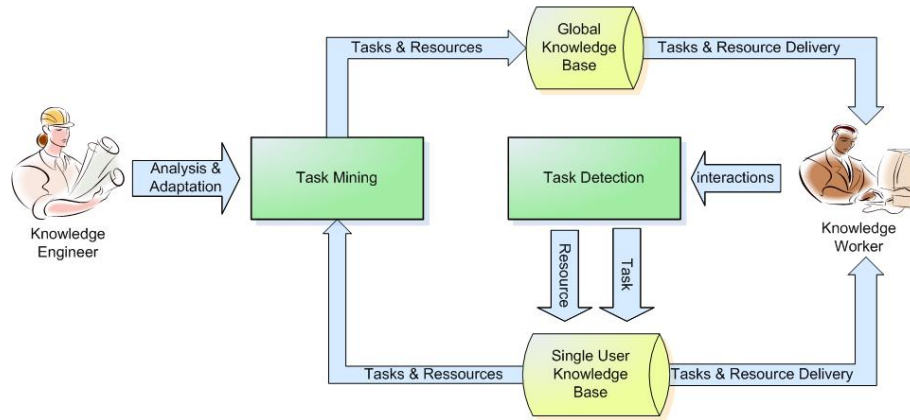 Global
Knowledge
Base
Tasks & Resources
Tasks & Resource Delivery
Analysis &
Adaptation
Task Mining
Task Detection
interactions
Knowledge
Engineer
Knowledge
Worker
Resource
Task
Single User
Knowledge
Base
Tasks & Ressources
Tasks & Resource Delivery